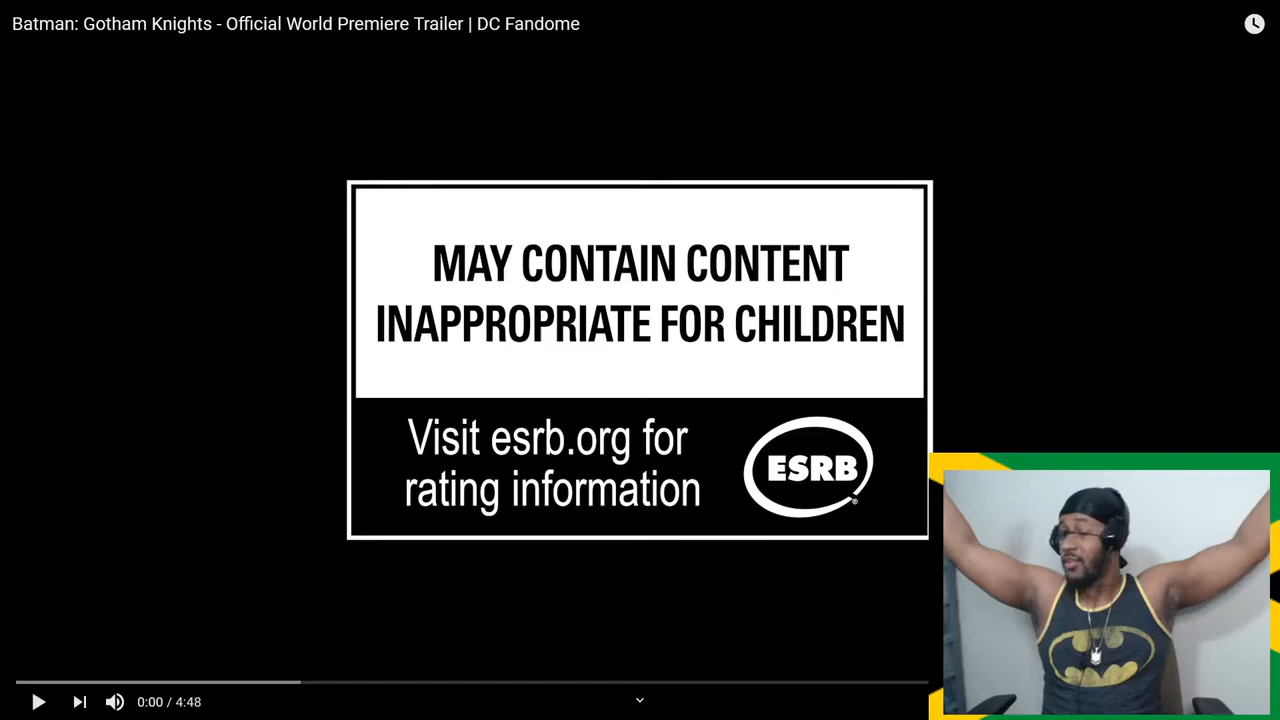 Batman: Gotham Knights - Official World Premiere Trailer | DC Fandome
MAY CONTAIN CONTENT
INAPPROPRIATE FOR CHILDREN
Visit esrb.org for
rating information
ESRB
®
0:00 / 4:48